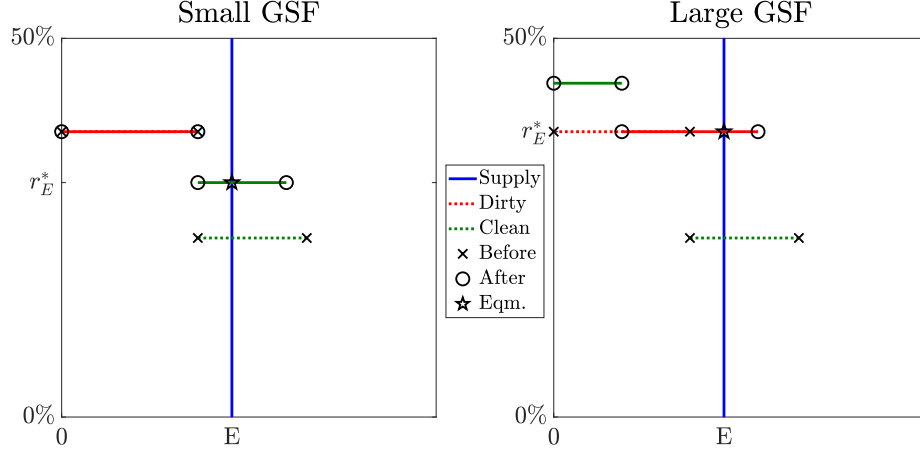 Small GSF
50%
r*E
0%
0
E
Supply
Dirty
Clean
Before
After
Eqm.
Large GSF
50%
r*E
0%
0
E